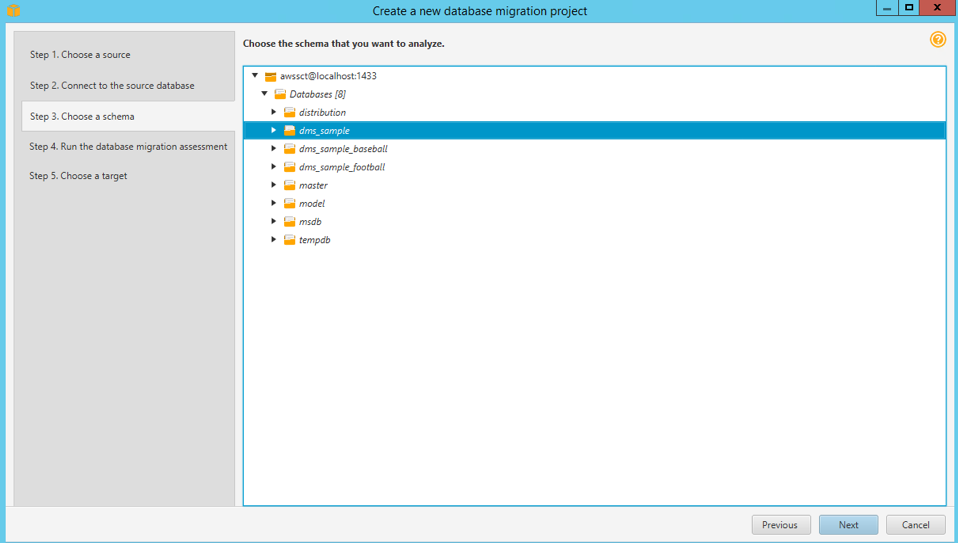 Create a new database migration project
Step 1. Choose a source
Step 2. Connect to the source database
Step 3. Choose a schema
Step 4. Run the database migration assessment
Step 5. Choose a target
Choose the schema that you want to analyze.
?
awssct@localhost:1433
Databases [8]
distribution
dms_sample
dms_sample_baseball
dms_sample_football
master
model
msdb
tempdb
Previous
Next
Cancel